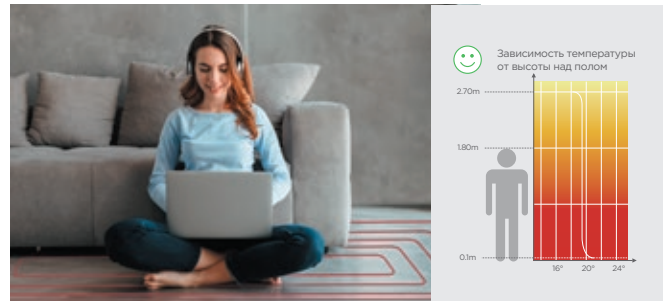 Зависимость температуры
от высоты над полом
2.70m
1.80m
0.1m
16° 20° 24°